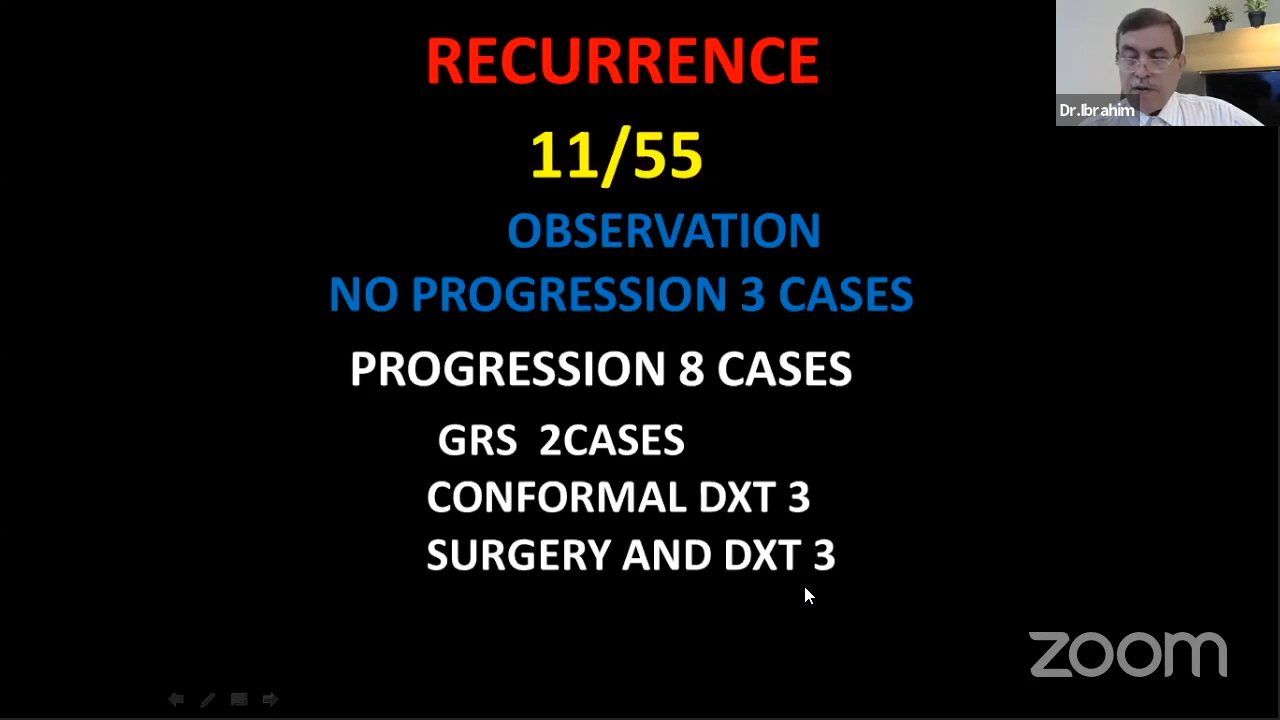 RECURRENCE
11/55
OBSERVATION
NO PROGRESSION 3 CASES
PROGRESSION 8 CASES
GRS 2CASES
CONFORMAL DXT 3
SURGERY AND DXT 3
Dr.Ibrahim
zoom